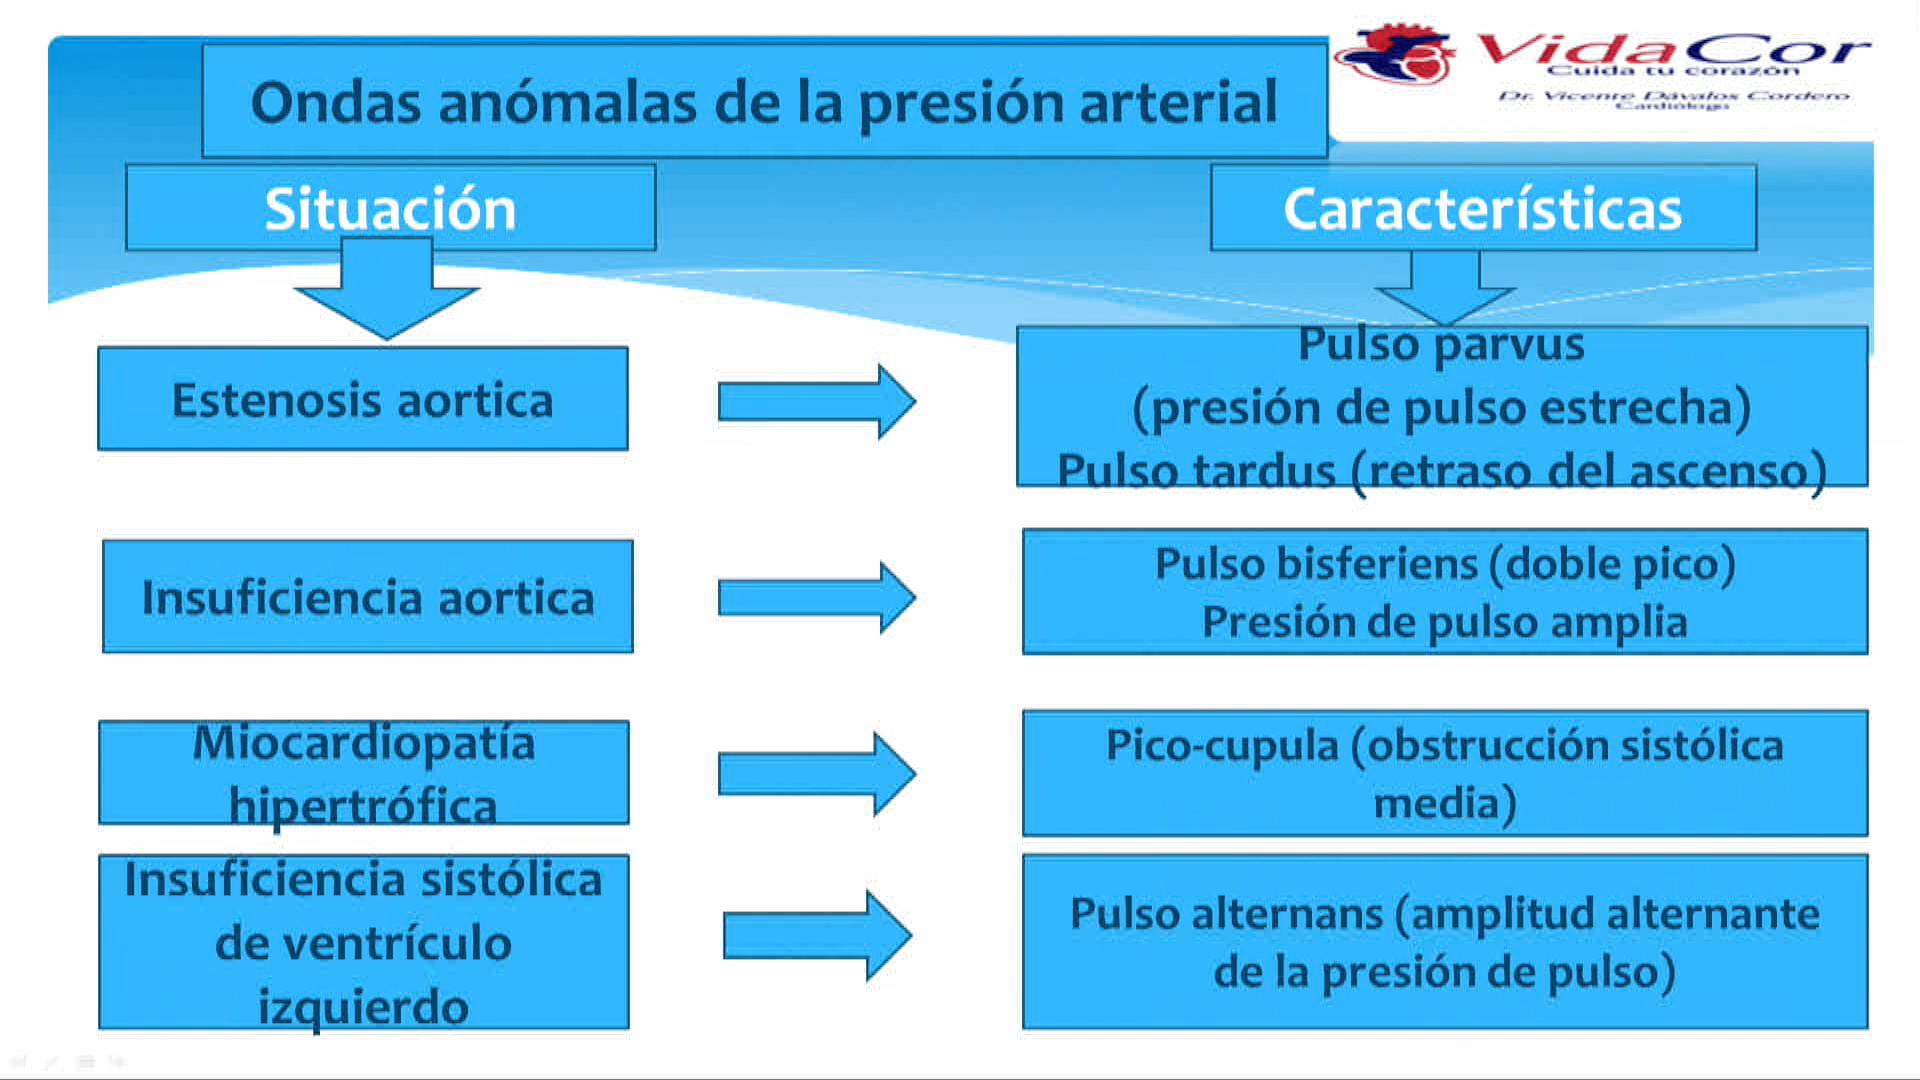 VidaCor
Cuida tu corazón
Dr. Vicente Dávalos Cordero
Cardiólogo
Ondas anómalas de la presión arterial
Situación
Características
Estenosis aortica
Pulso parvus
(presión de pulso estrecha)
Pulso tardus (retraso del ascenso)
Insuficiencia aortica
Pulso bisferiens (doble pico)
Presión de pulso amplia
Miocardiopatía
hipertrófica
Pico-cupula (obstrucción sistólica
media)
Insuficiencia sistólica
de ventrículo
izquierdo
Pulso alternans (amplitud alternante
de la presión de pulso)